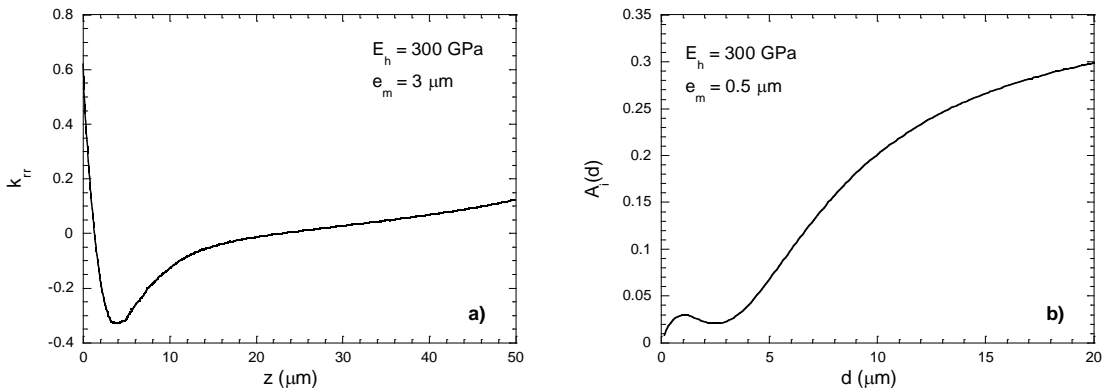 0.8
0.6
0.4
0.2
0
-0.2
-0.4
k_rr
E_h = 300 GPa
e_m = 3 μm
a)
0 10 20 30 40 50
z (μm)
0.35
0.3
0.25
0.2
0.15
0.1
0.05
0
A_i(d)
E_h = 300 GPa
e_m = 0.5 μm
b)
0 5 10 15 20
d (μm)